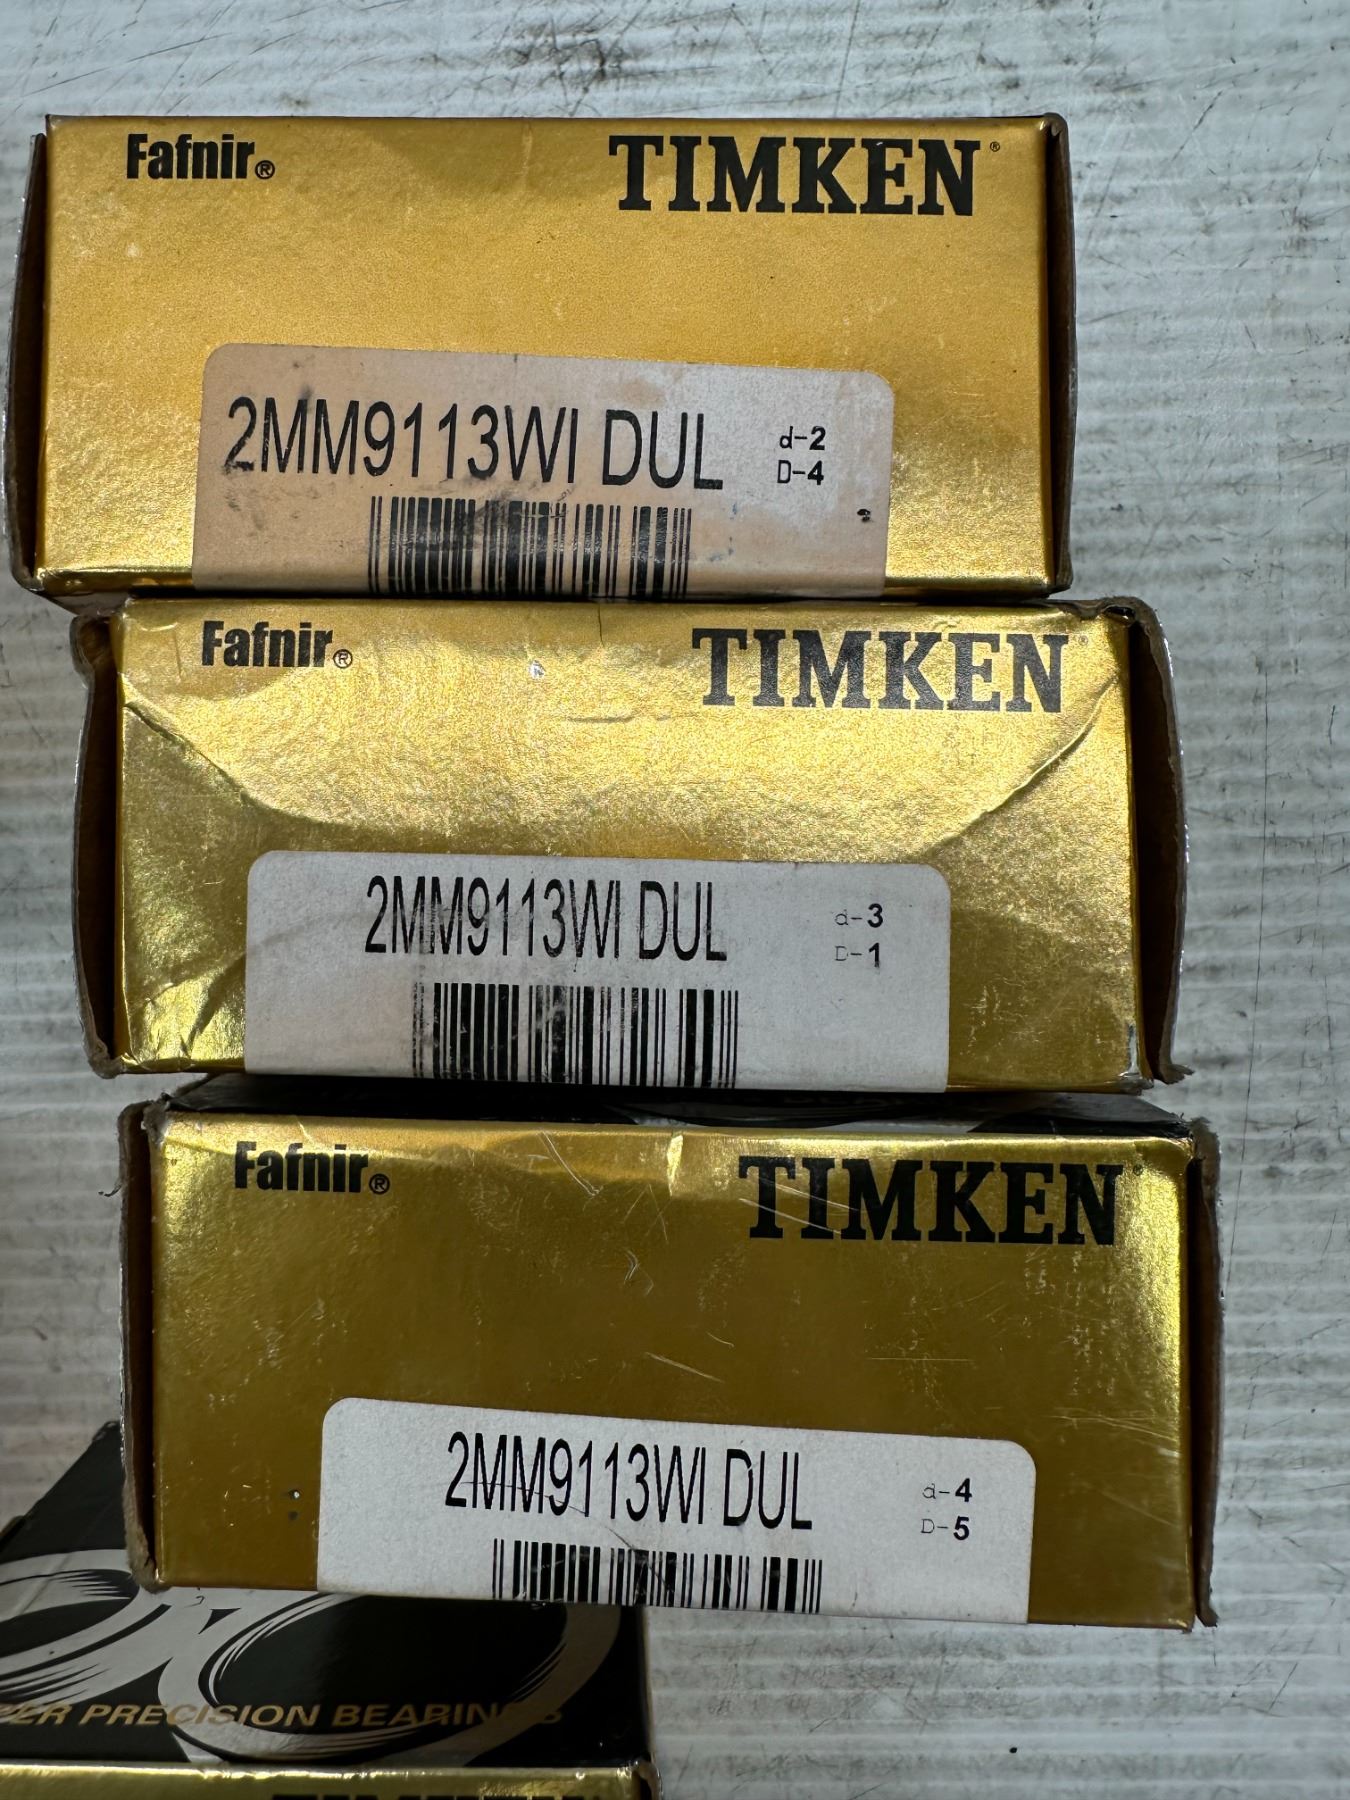 Fafnir® TIMKEN®
2MM9113WI DUL d-2
D-4
Fafnir® TIMKEN®
2MM9113WI DUL d-3
D-1
Fafnir® TIMKEN®
2MM9113WI DUL d-4
D-5
PRECISION BEARINGS